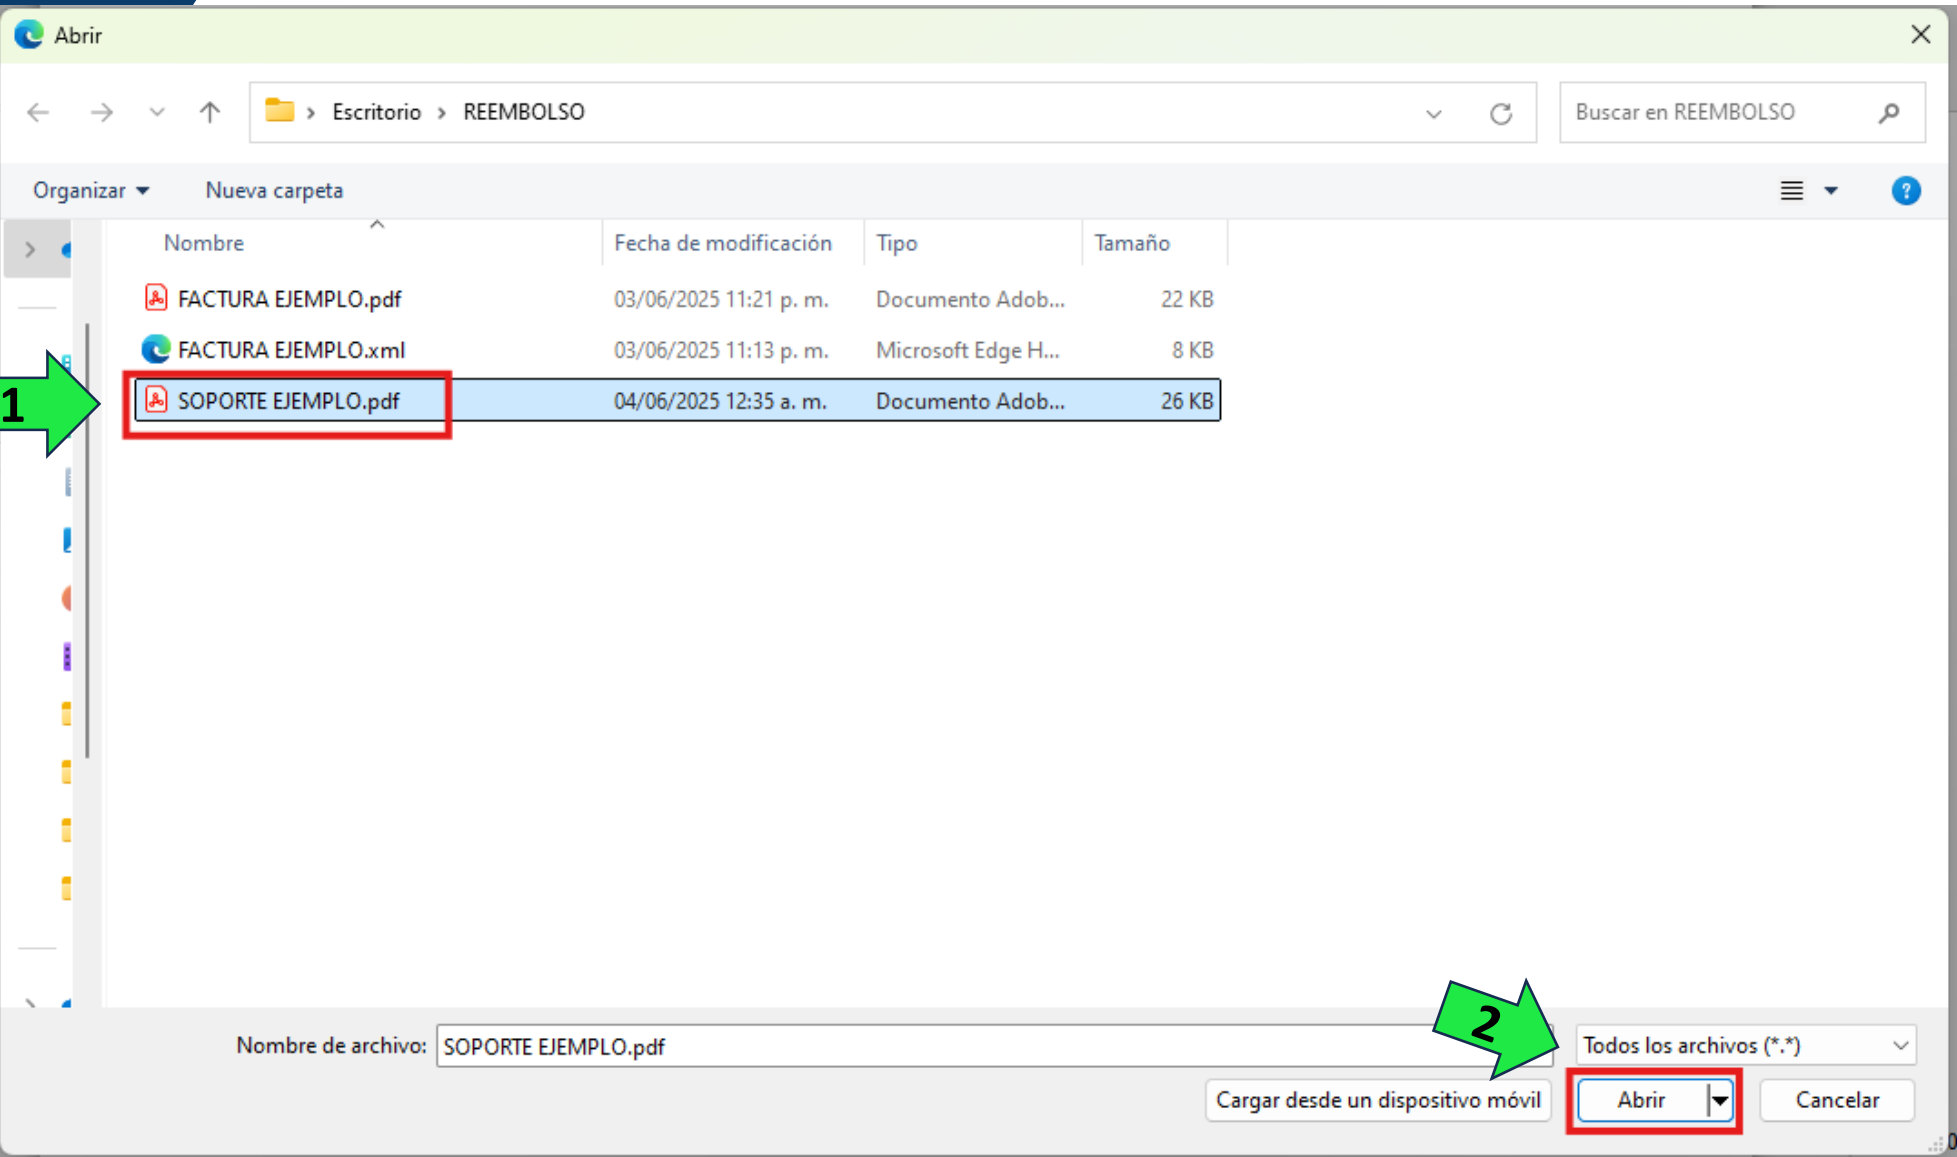 Abrir
Escritorio > REEMBOLSO
Buscar en REEMBOLSO
Organizar
Nueva carpeta
?
Nombre
Fecha de modificación
Tipo
Tamaño
FACTURA EJEMPLO.pdf 03/06/2025 11:21 p. m. Documento Adob... 22 KB
FACTURA EJEMPLO.xml 03/06/2025 11:13 p. m. Microsoft Edge H... 8 KB
1
SOPORTE EJEMPLO.pdf 04/06/2025 12:35 a. m. Documento Adob... 26 KB
2
Nombre de archivo: SOPORTE EJEMPLO.pdf
Todos los archivos (*.*)
Cargar desde un dispositivo móvil
Abrir
Cancelar